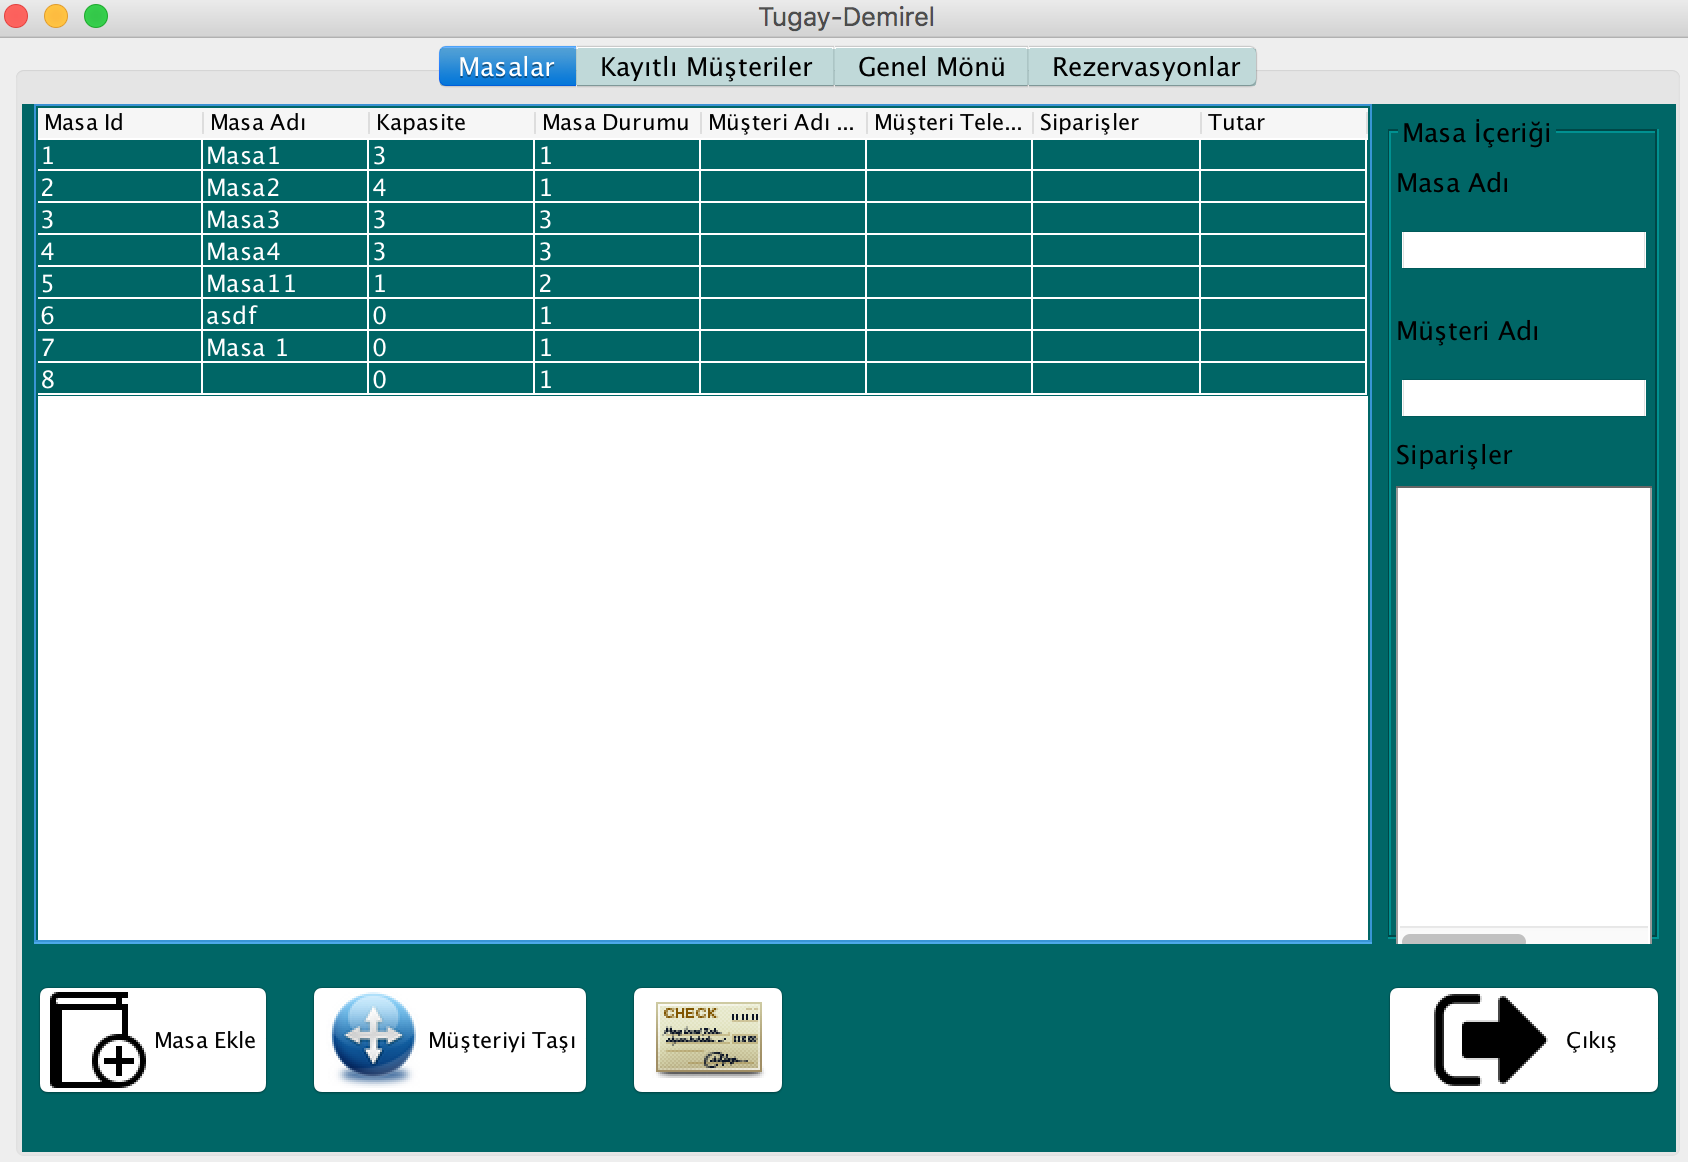 Tugay-Demirel
Masalar Kayıtlı Müşteriler Genel Mönü Rezervasyonlar
Masa Id Masa Adı Kapasite Masa Durumu Müşteri Adı ... Müşteri Tele... Siparişler Tutar
1 Masa1 3 1
2 Masa2 4 1
3 Masa3 3 3
4 Masa4 3 3
5 Masa11 1 2
6 asdf 0 1
7 Masa 1 0 1
8 0 1
Masa İçeriği
Masa Adı
Müşteri Adı
Siparişler
Masa Ekle
Müşteriyi Taşı
CHECK
Çıkış